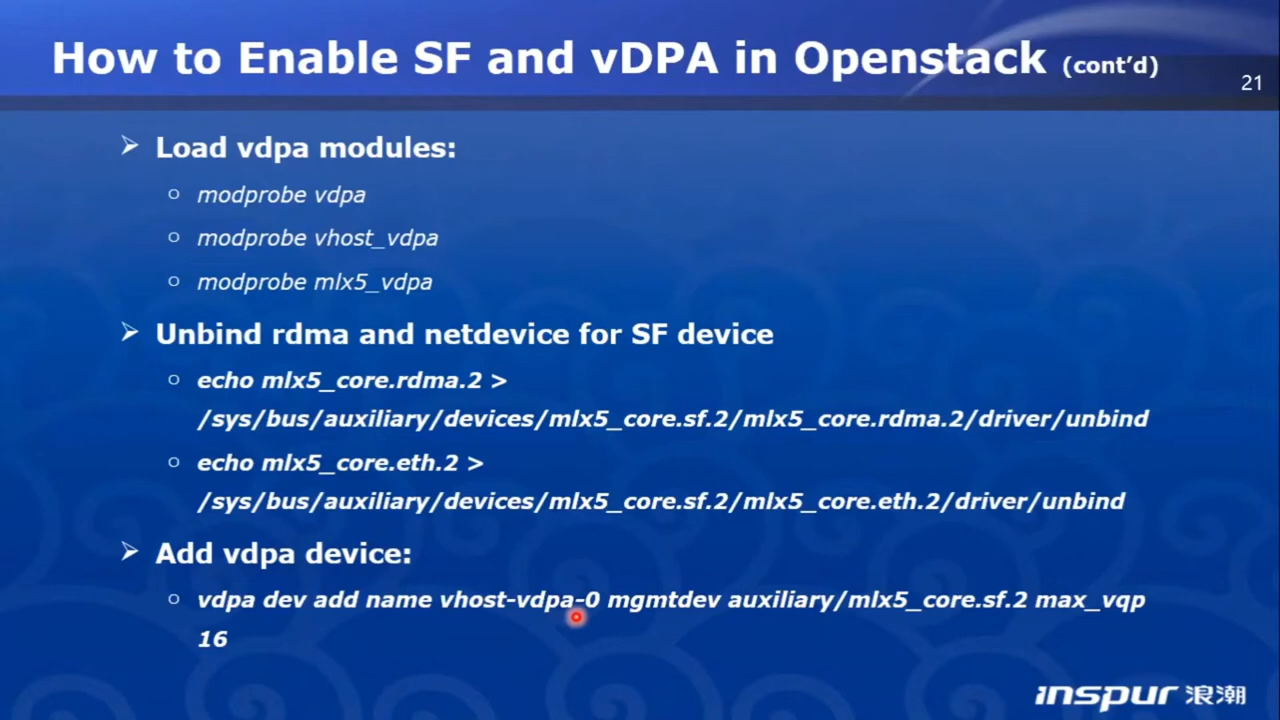 How to Enable SF and vDPA in Openstack (cont’d)
21
➢ Load vdpa modules:
o modprobe vdpa
o modprobe vhost_vdpa
o modprobe mlx5_vdpa
➢ Unbind rdma and netdevice for SF device
o echo mlx5_core.rdma.2 >
/sys/bus/auxiliary/devices/mlx5_core.sf.2/mlx5_core.rdma.2/driver/unbind
o echo mlx5_core.eth.2 >
/sys/bus/auxiliary/devices/mlx5_core.sf.2/mlx5_core.eth.2/driver/unbind
➢ Add vdpa device:
o vdpa dev add name vhost-vdpa-0 mgmtdev auxiliary/mlx5_core.sf.2 max_vqp
16
inspur 浪潮